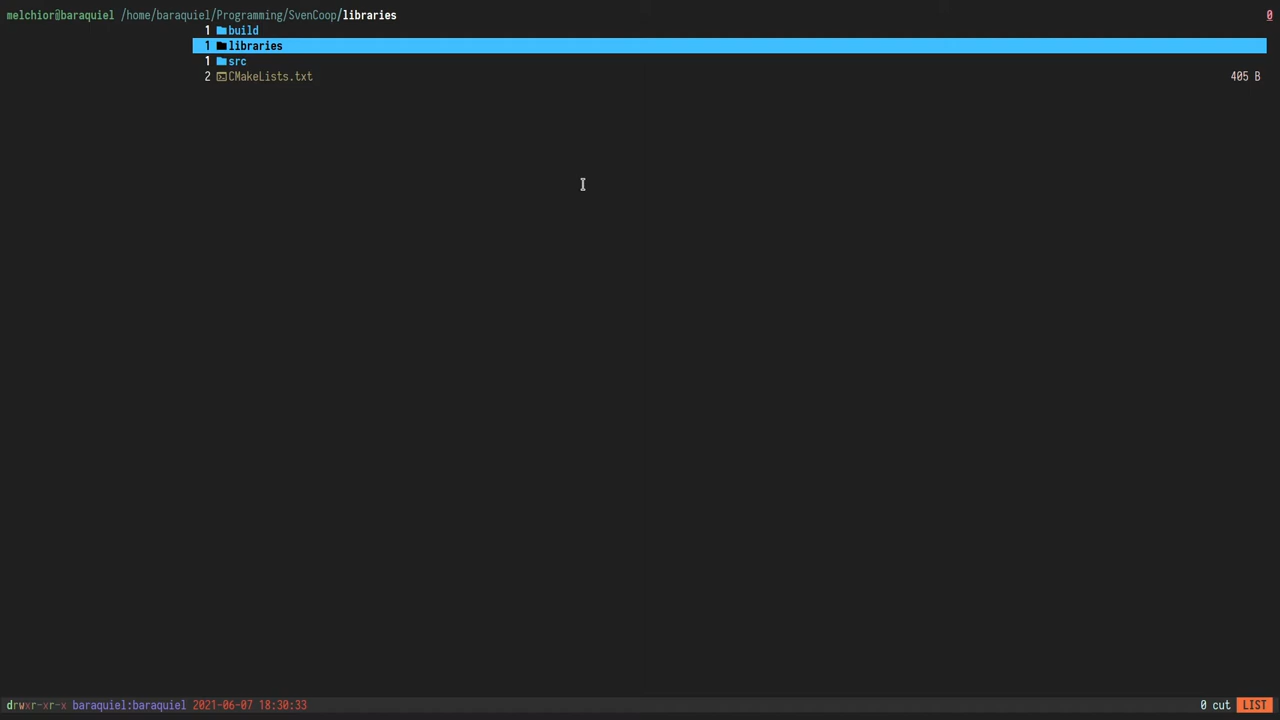 melchior@baraquiel /home/baraquiel/Programming/SvenCoop/libraries 0
1 build
1 libraries
1 src
2 CMakeLists.txt 405 B
drwxr-xr-x baraquiel:baraquiel 2021-06-07 18:30:33 0 cut LIST